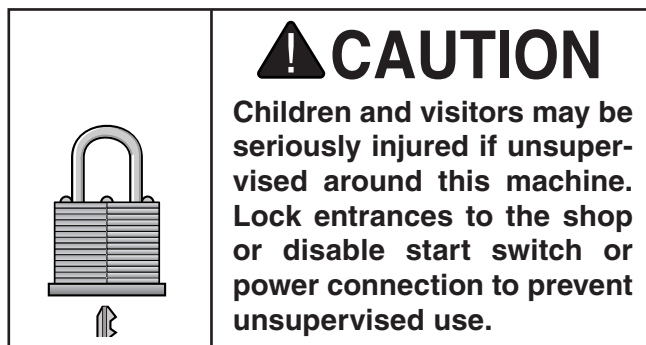 CAUTION
Children and visitors may be
seriously injured if unsuper-
vised around this machine.
Lock entrances to the shop
or disable start switch or
power connection to prevent
unsupervised use.